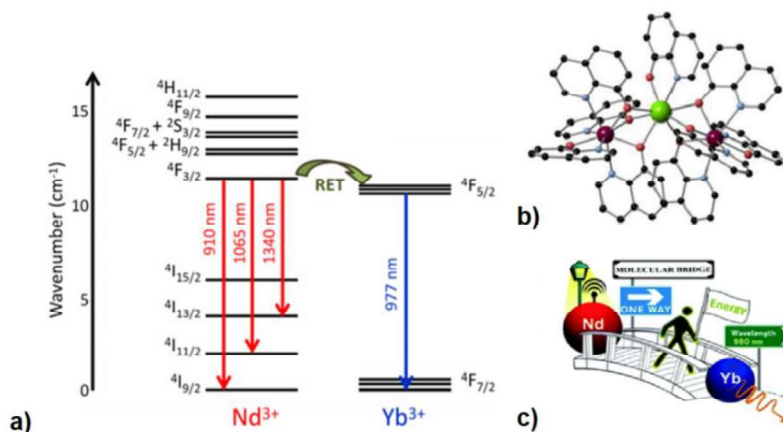 ⁴H₁₁/₂
15
⁴F₉/₂
⁴F₇/₂ + ²S₃/₂
⁴F₅/₂ + ²H₉/₂
⁴F₃/₂
RET
⁴F₅/₂
10
Wavenumber (cm⁻¹)
910 nm
1065 nm
1340 nm
977 nm
⁴I₁₅/₂
5
⁴I₁₃/₂
⁴I₁₁/₂
⁴F₇/₂
0
⁴I₉/₂
a)
Nd³⁺
Yb³⁺
b)
MOLECULAR BRIDGE
Nd
ONE WAY
Energy
Wavelength
980 nm
Yb
c)